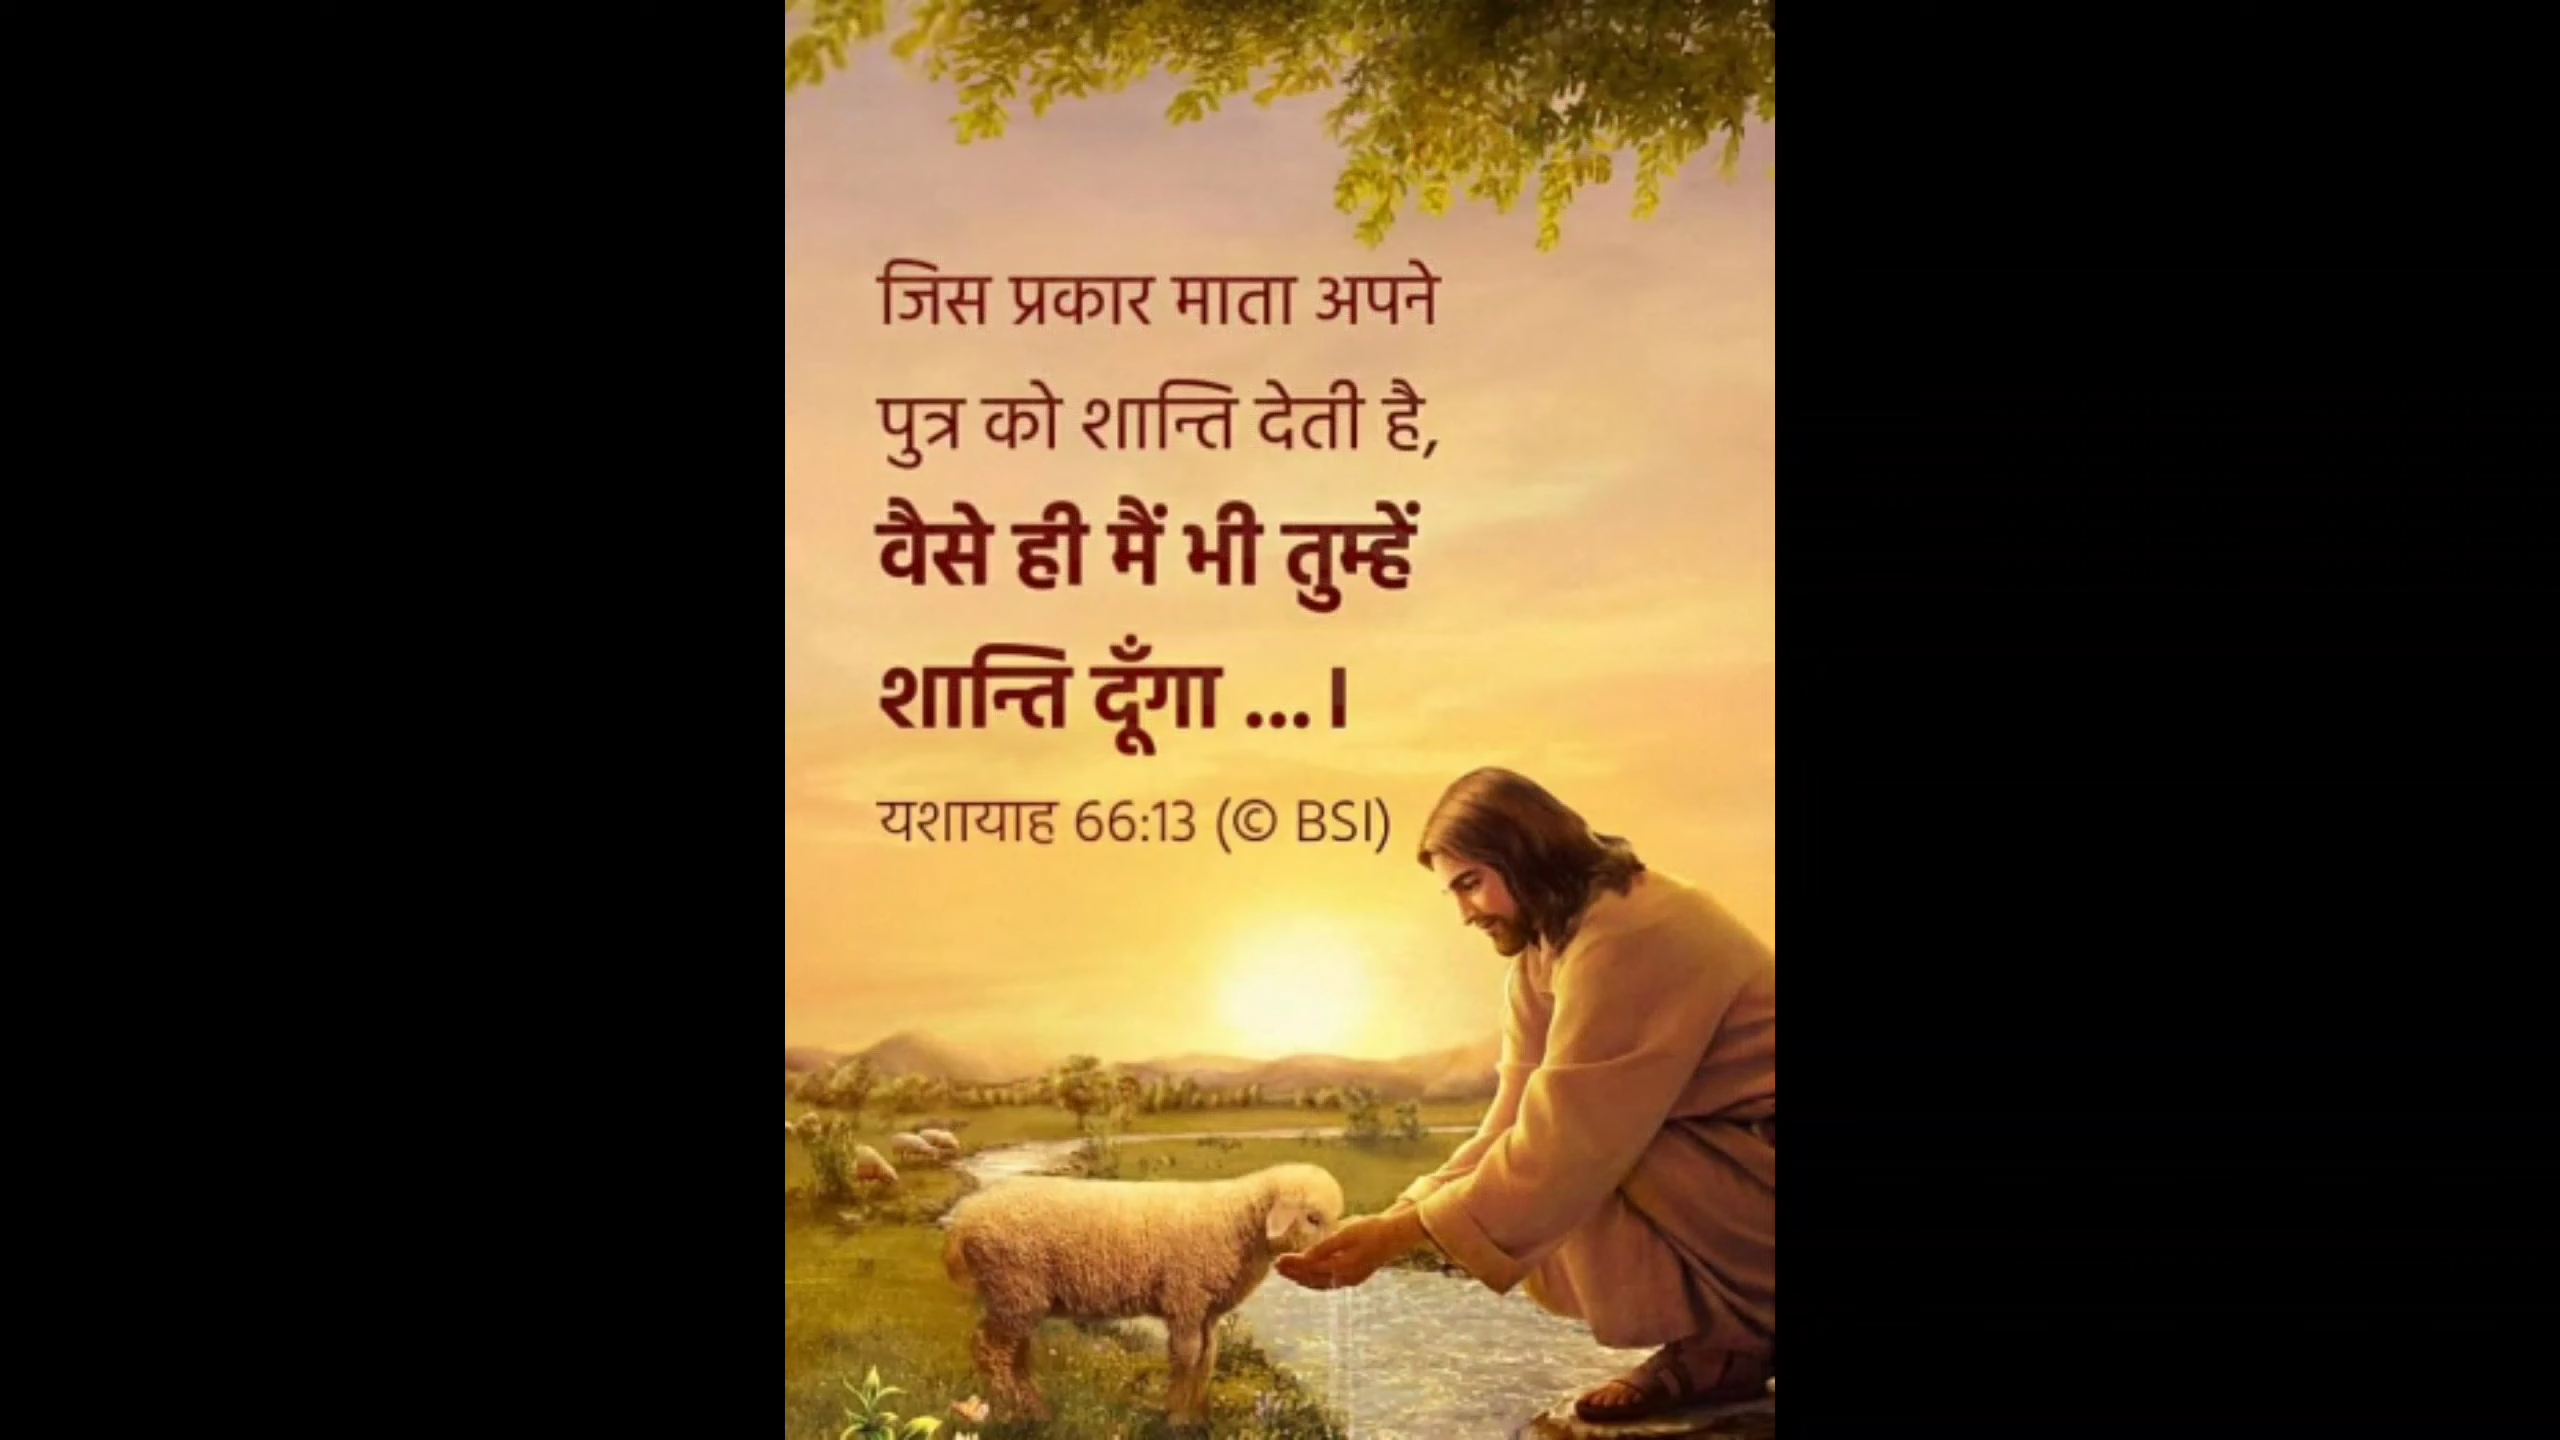 जिस प्रकार माता अपने
पुत्र को शान्ति देती है,
वैसे ही मैं भी तुम्हें
शान्ति दूँगा ...।
यशायाह 66:13 (© BSI)